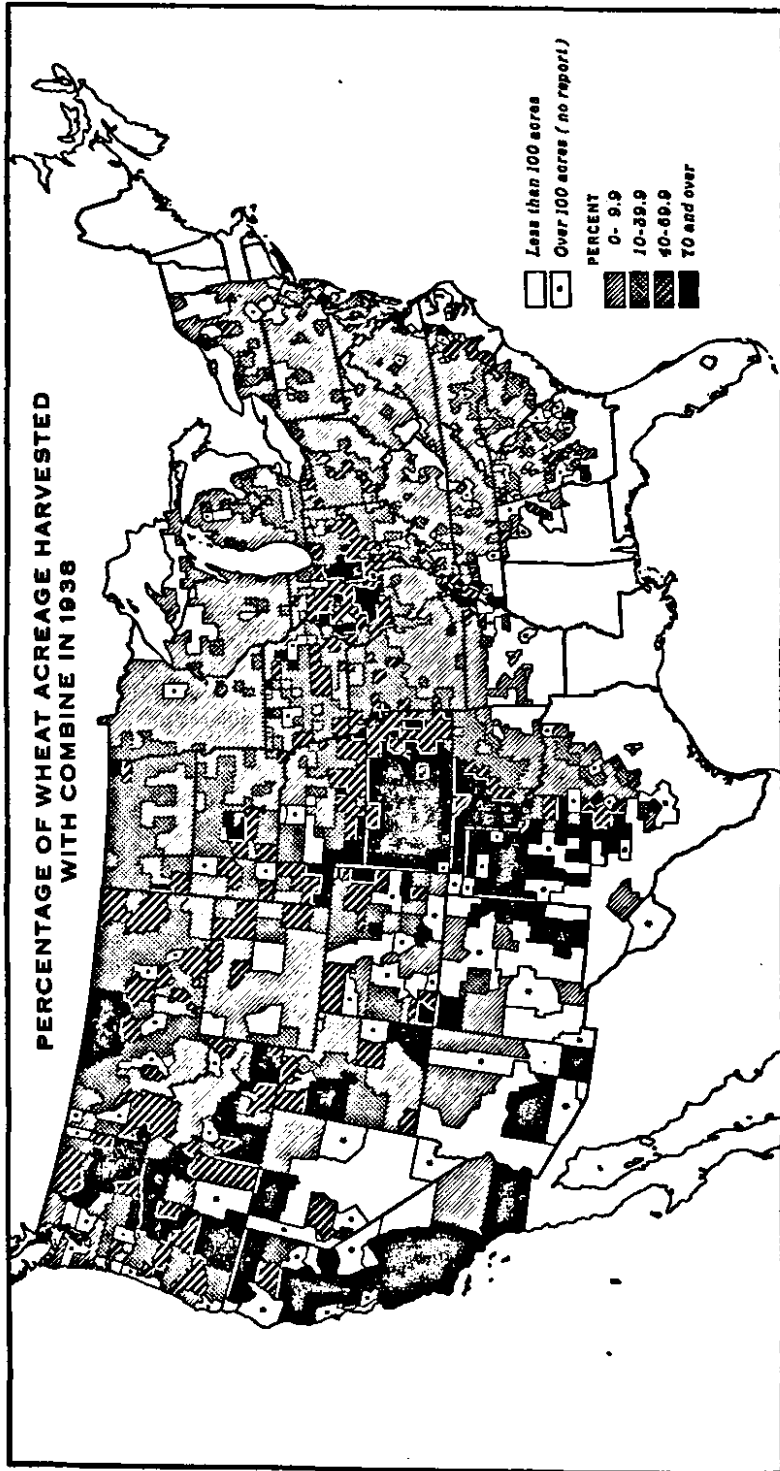 PERCENTAGE OF WHEAT ACREAGE HARVESTED
WITH COMBINE IN 1938
Less than 100 acres
Over 100 acres (no report)
PERCENT
0- 9.9
10-39.9
40-69.9
70 and over